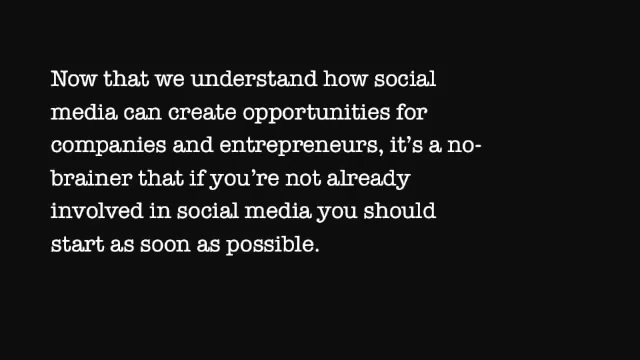 Now that we understand how social
media can create opportunities for
companies and entrepreneurs, it's a no-
brainer that if you're not already
involved in social media you should
start as soon as possible.